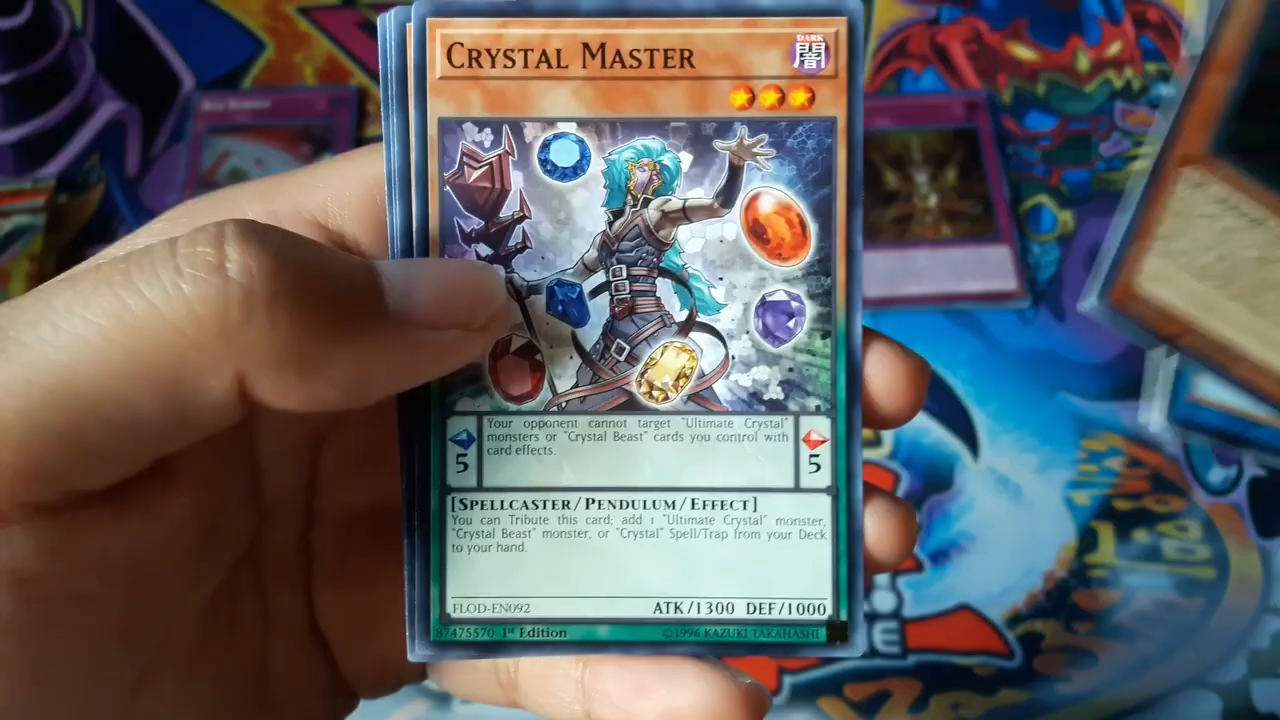 CRYSTAL MASTER
DARK
闇
Your opponent cannot target "Ultimate Crystal"
monsters or "Crystal Beast" cards you control with
card effects.
5
5
[SPELLCASTER/PENDULUM/EFFECT]
You can Tribute this card; add 1 "Ultimate Crystal" monster,
"Crystal Beast" monster, or "Crystal" Spell/Trap from your Deck
to your hand.
FLOD-EN092
ATK/1300 DEF/1000
87475570 1st Edition
©1996 KAZUKI TAKAHASHI